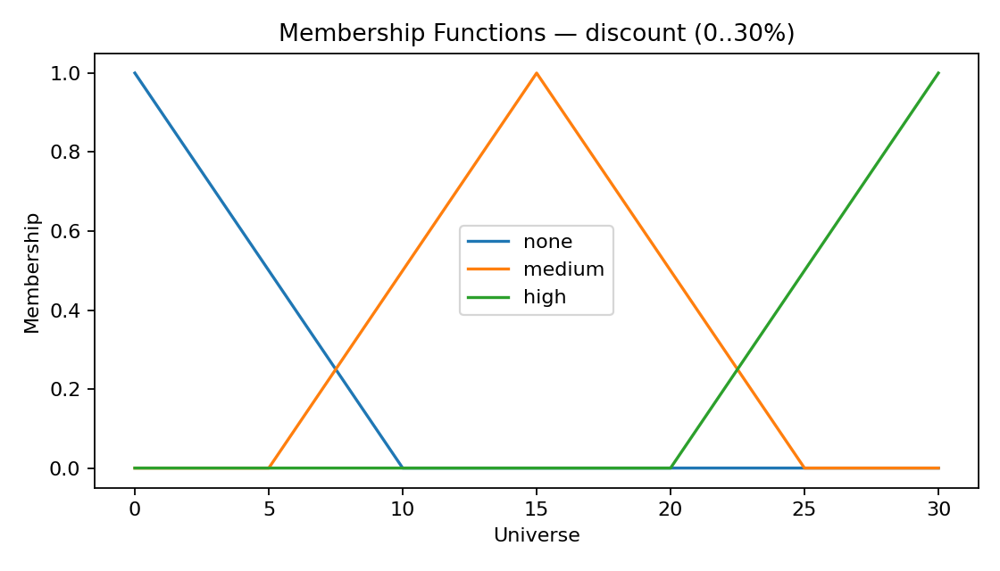 Membership Functions — discount (0..30%)
Membership
1.0
0.8
0.6
0.4
0.2
0.0
none
medium
high
0 5 10 15 20 25 30
Universe